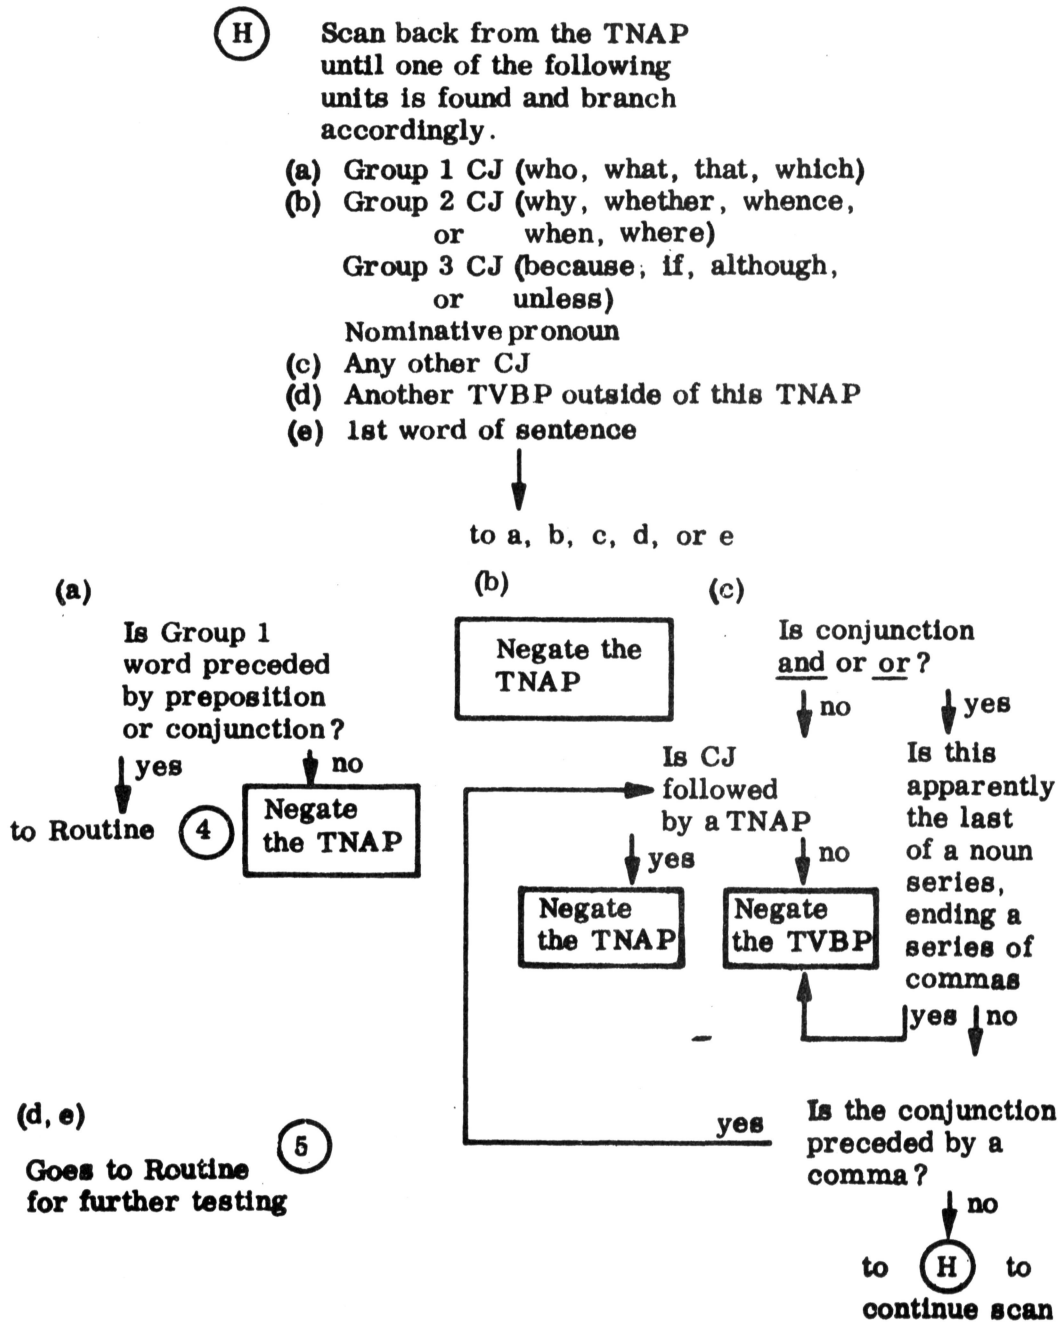 H
Scan back from the TNAP
until one of the following
units is found and branch
accordingly.
(a) Group 1 CJ (who, what, that, which)
(b) Group 2 CJ (why, whether, whence,
or when, where)
Group 3 CJ (because, if, although,
or unless)
Nominative pronoun
(c) Any other CJ
(d) Another TVBP outside of this TNAP
(e) 1st word of sentence
to a, b, c, d, or e
(a)
Is Group 1
word preceded
by preposition
or conjunction?
yes
no
to Routine 4
Negate
the TNAP
(b)
Negate the
TNAP
(c)
Is conjunction
and or or?
no
yes
Is CJ
followed
by a TNAP
yes
no
Negate
the TNAP
Negate
the TVBP
Is this
apparently
the last
of a noun
series,
ending a
series of
commas
yes
no
Is the conjunction
preceded by a
comma?
yes
no
to H to
continue scan
(d, e)
5
Goes to Routine
for further testing